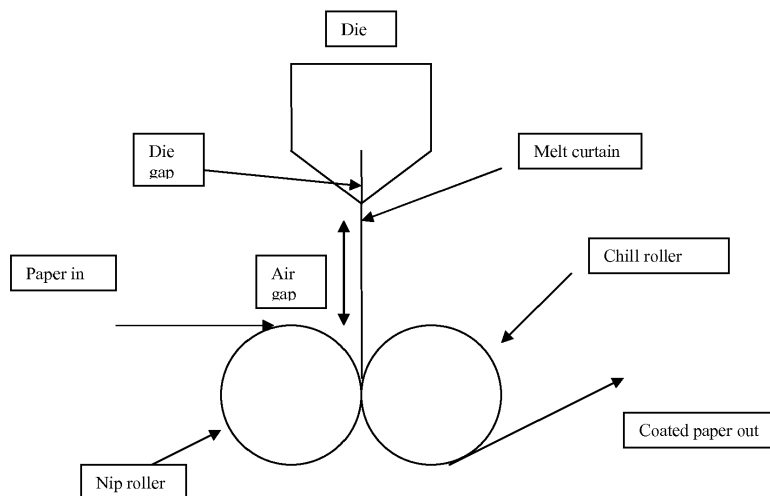 Die
Die
gap
Melt curtain
Paper in
Air
gap
Chill roller
Coated paper out
Nip roller